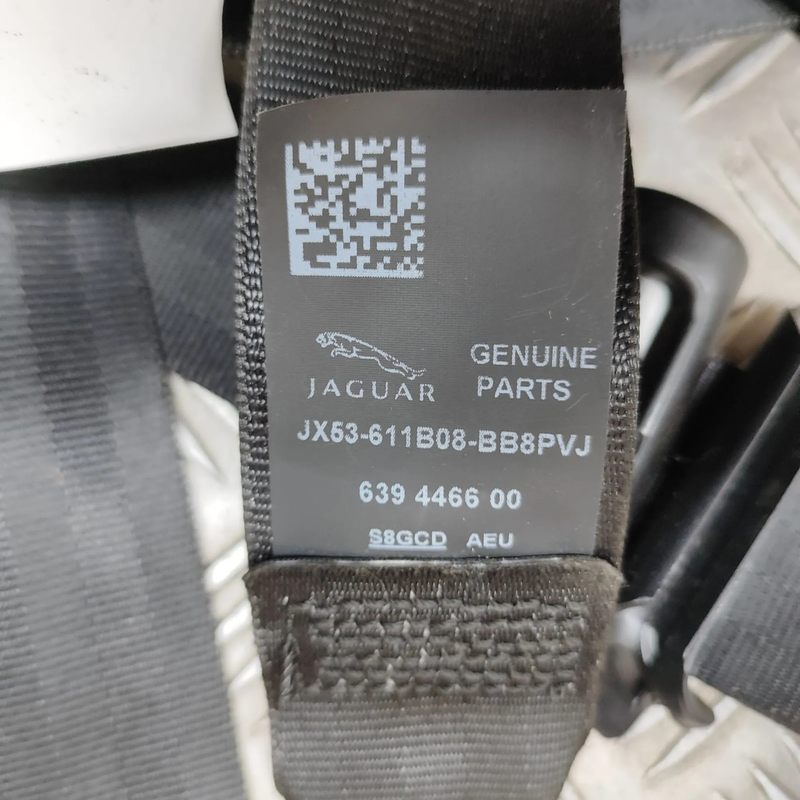 JAGUAR
GENUINE
PARTS
JX53-611B08-BB8PVJ
639 4466 00
S8GCD AEU